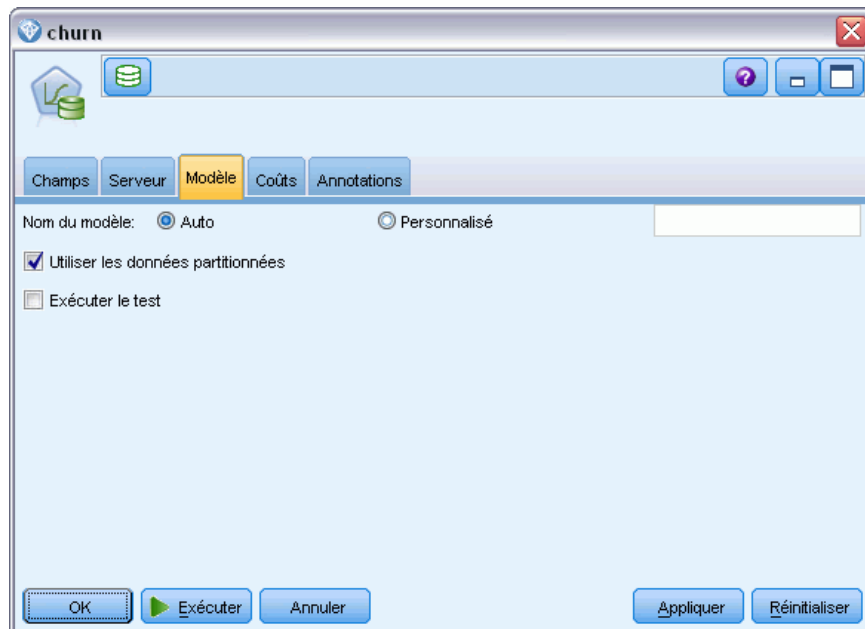 churn
?
Champs Serveur Modèle Coûts Annotations
Nom du modèle: Auto Personnalisé
Utiliser les données partitionnées
Exécuter le test
OK Exécuter Annuler Appliquer Réinitialiser